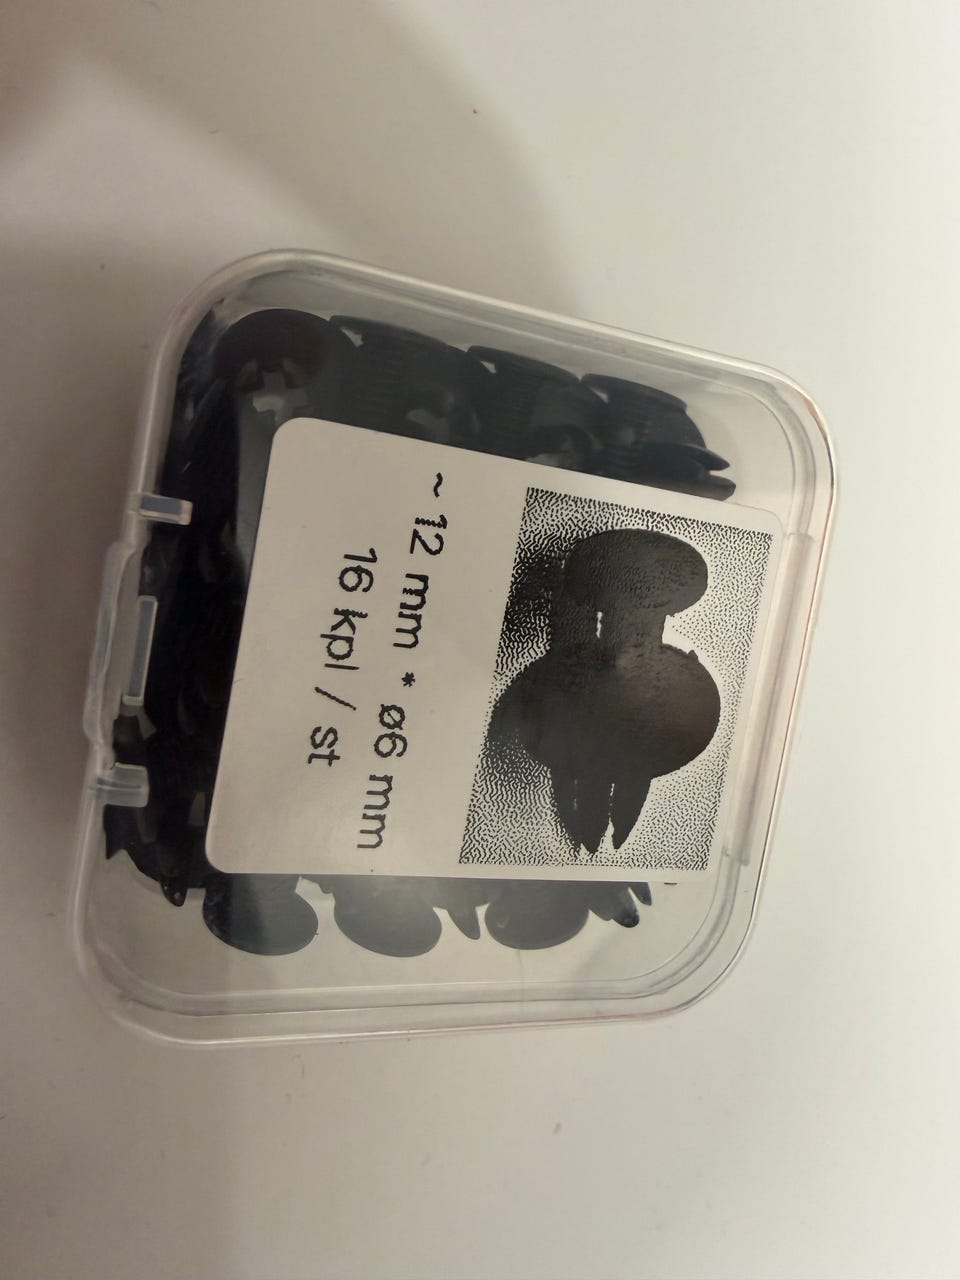 ~ 12 mm * ø6 mm
16 kpl / st